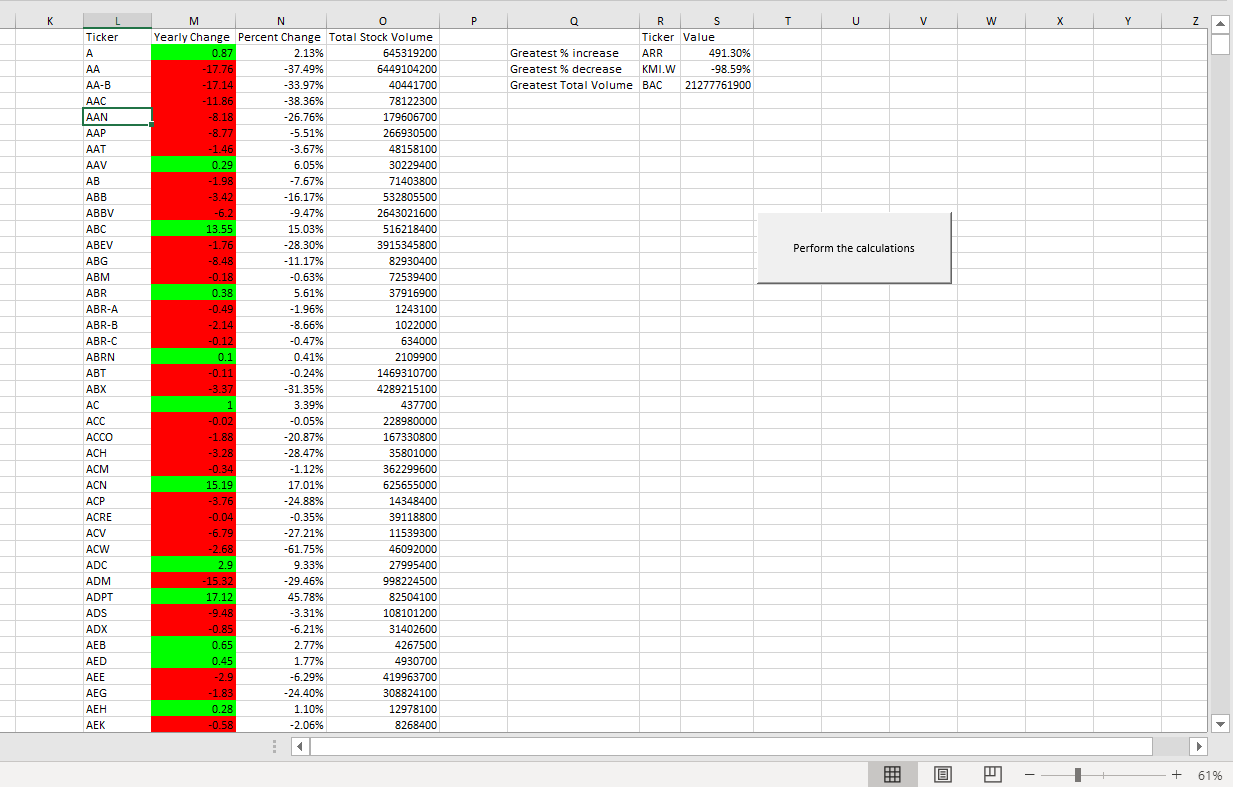 K L M N O P Q R S T U V W X Y Z
Ticker Yearly Change Percent Change Total Stock Volume Ticker Value
A 0.87 2.13% 645319200 Greatest % increase ARR 491.30%
AA -17.76 -37.49% 6449104200 Greatest % decrease KMI.W -98.59%
AA-B -17.14 -33.97% 40441700 Greatest Total Volume BAC 21277761900
AAC -11.86 -38.36% 78122300
AAN -8.18 -26.76% 179606700
AAP -8.77 -5.51% 266930500
AAT -1.46 -3.67% 48158100
AAV 0.29 6.05% 30229400
AB -1.98 -7.67% 71403800
ABB -3.42 -16.17% 532805500
ABBV -6.2 -9.47% 2643021600
ABC 13.55 15.03% 516218400
ABEV -1.76 -28.30% 3915345800
ABG -8.48 -11.17% 82930400
Perform the calculations
ABM -0.18 -0.63% 72539400
ABR 0.38 5.61% 37916900
ABR-A -0.49 -1.96% 1243100
ABR-B -2.14 -8.66% 1022000
ABR-C -0.12 -0.47% 634000
ABRN 0.1 0.41% 2109900
ABT -0.11 -0.24% 1469310700
ABX -3.37 -31.35% 4289215100
AC 1 3.39% 437700
ACC -0.02 -0.05% 228980000
ACCO -1.88 -20.87% 167330800
ACH -3.28 -28.47% 35801000
ACM -0.34 -1.12% 362299600
ACN 15.19 17.01% 625655000
ACP -3.76 -24.88% 14348400
ACRE -0.04 -0.35% 39118800
ACV -6.79 -27.21% 11539300
ACW -2.68 -61.75% 46092000
ADC 2.9 9.33% 27995400
ADM -15.32 -29.46% 998224500
ADPT 17.12 45.78% 82504100
ADS -9.48 -3.31% 108101200
ADX -0.85 -6.21% 31402600
AEB 0.65 2.77% 4267500
AED 0.45 1.77% 4930700
AEE -2.9 -6.29% 419963700
AEG -1.83 -24.40% 308824100
AEH 0.28 1.10% 12978100
AEK -0.58 -2.06% 8268400
61%